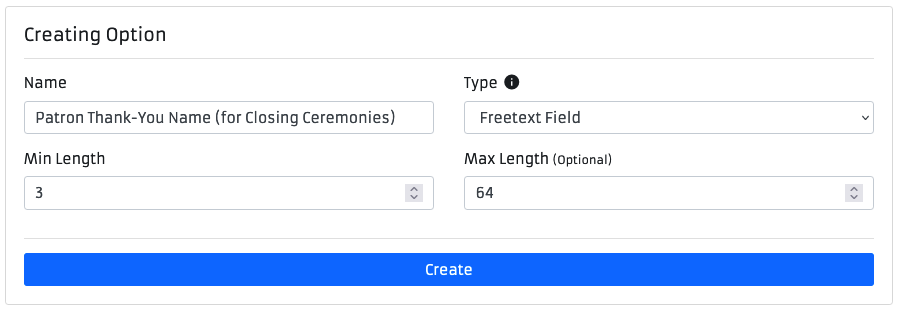 Creating Option
Name
Type
Patron Thank-You Name (for Closing Ceremonies)
Freetext Field
Min Length
Max Length (Optional)
3
64
Create